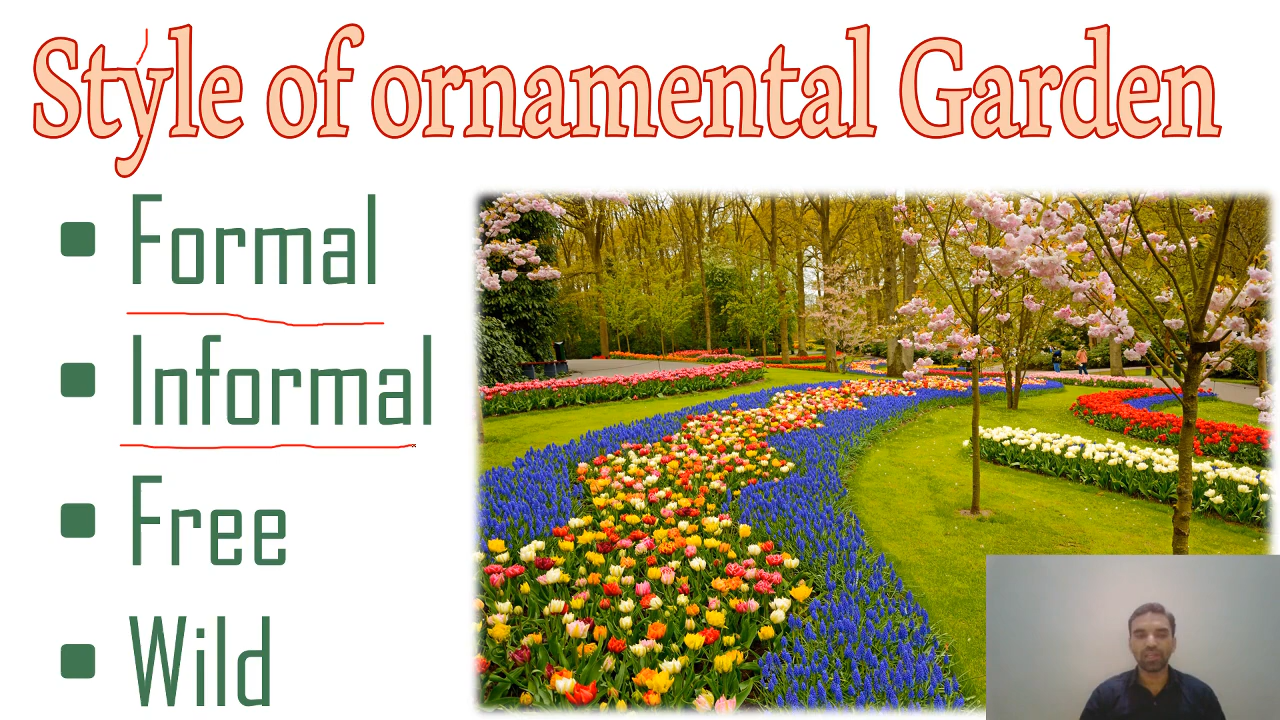 Style of ornamental Garden
Formal
Informal
Free
Wild